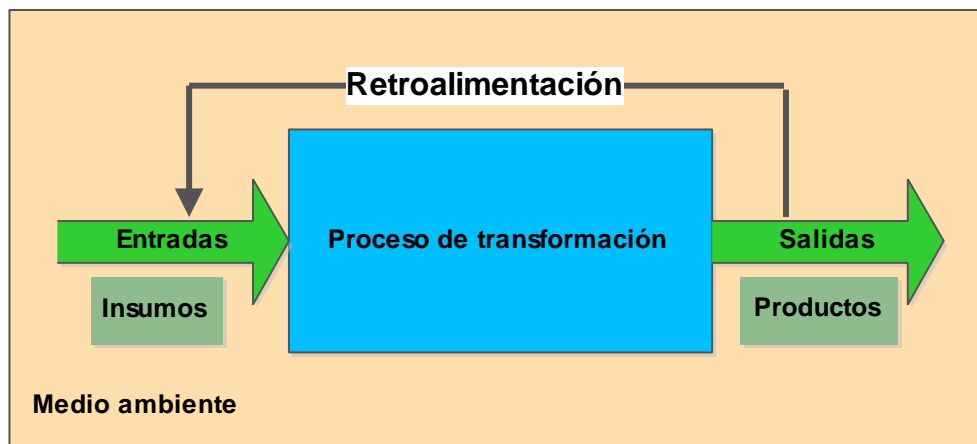 Retroalimentación
Entradas
Proceso de transformación
Salidas
Insumos
Productos
Medio ambiente